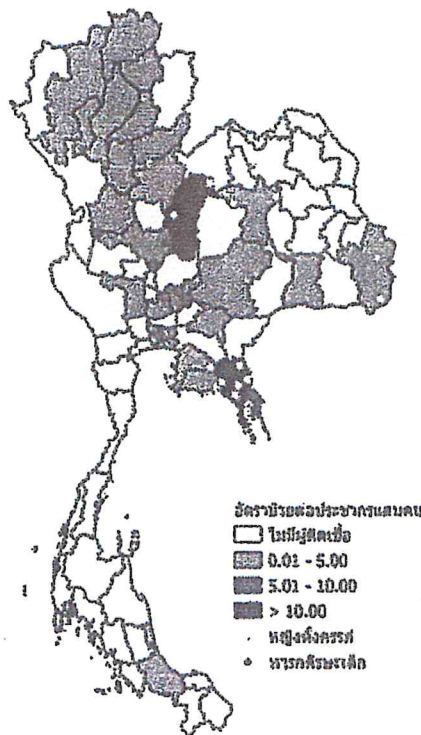 อัตราป่วยต่อประชากรแสนคน
ไม่มีผู้ติดเชื้อ
0.01 - 5.00
5.01 - 10.00
> 10.00
หญิงตั้งครรภ์
ทารกศีรษะเล็ก